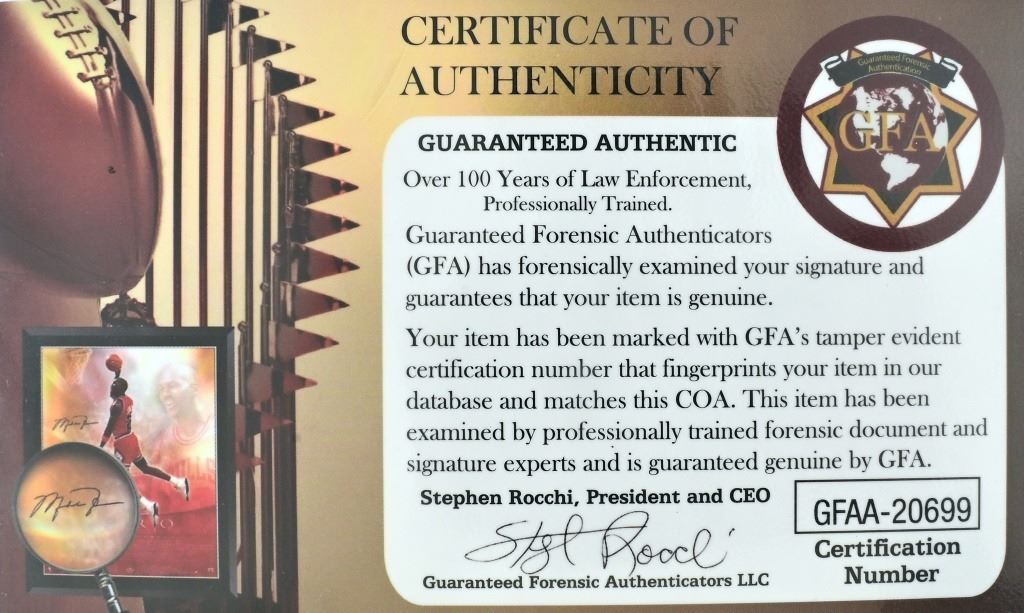 CERTIFICATE OF
AUTHENTICITY
Guaranteed Forensic
Authentication
GFA
GUARANTEED AUTHENTIC
Over 100 Years of Law Enforcement,
Professionally Trained.
Guaranteed Forensic Authenticators
(GFA) has forensically examined your signature and
guarantees that your item is genuine.
Your item has been marked with GFA's tamper evident
certification number that fingerprints your item in our
database and matches this COA. This item has been
examined by professionally trained forensic document and
signature experts and is guaranteed genuine by GFA.
Stephen Rocchi, President and CEO
Guaranteed Forensic Authenticators LLC
GFAA-20699
Certification
Number